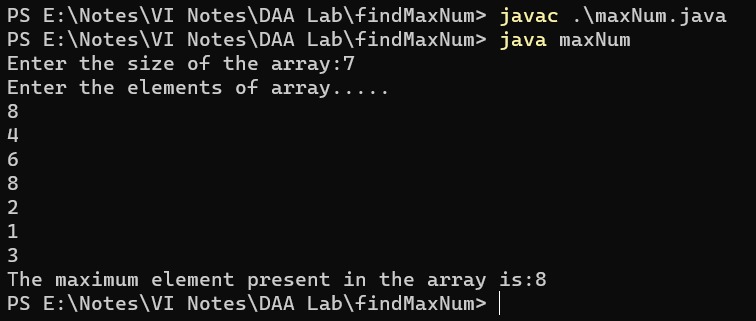 PS E:\Notes\VI Notes\DAA Lab\findMaxNum> javac .\maxNum.java
PS E:\Notes\VI Notes\DAA Lab\findMaxNum> java maxNum
Enter the size of the array:7
Enter the elements of array.....
8
4
6
8
2
1
3
The maximum element present in the array is:8
PS E:\Notes\VI Notes\DAA Lab\findMaxNum>